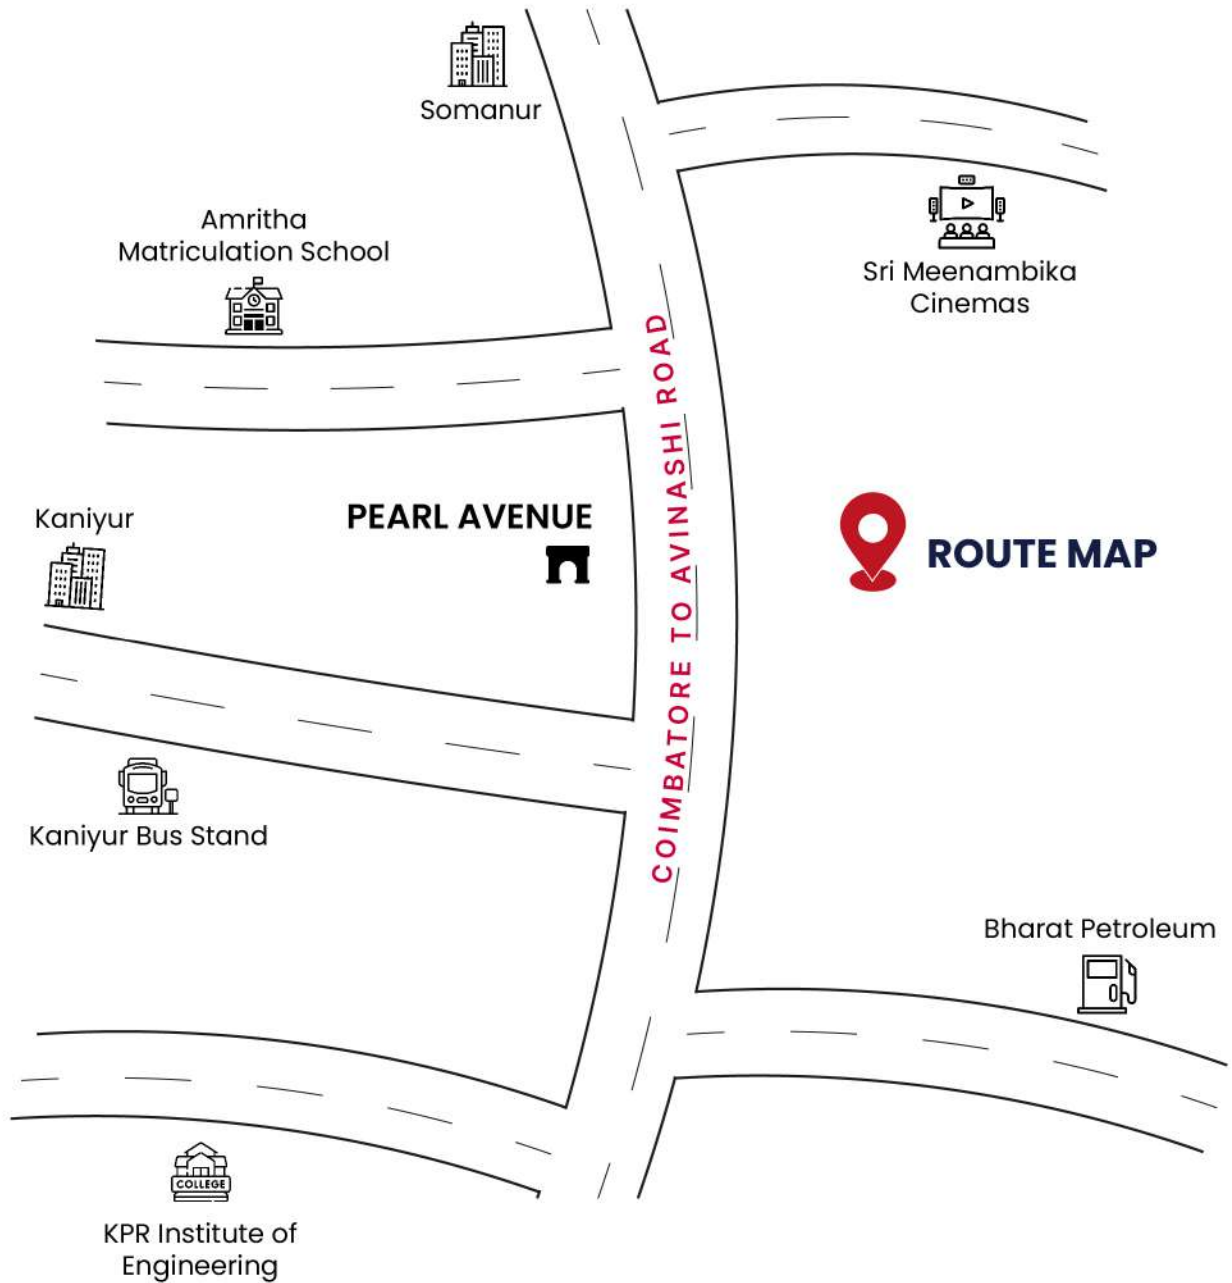 Somanur
Amritha
Matriculation School
Sri Meenambika
Cinemas
COIMBATORE TO AVINASHI ROAD
Kaniyur
PEARL AVENUE
ROUTE MAP
Kaniyur Bus Stand
Bharat Petroleum
COLLEGE
KPR Institute of
Engineering